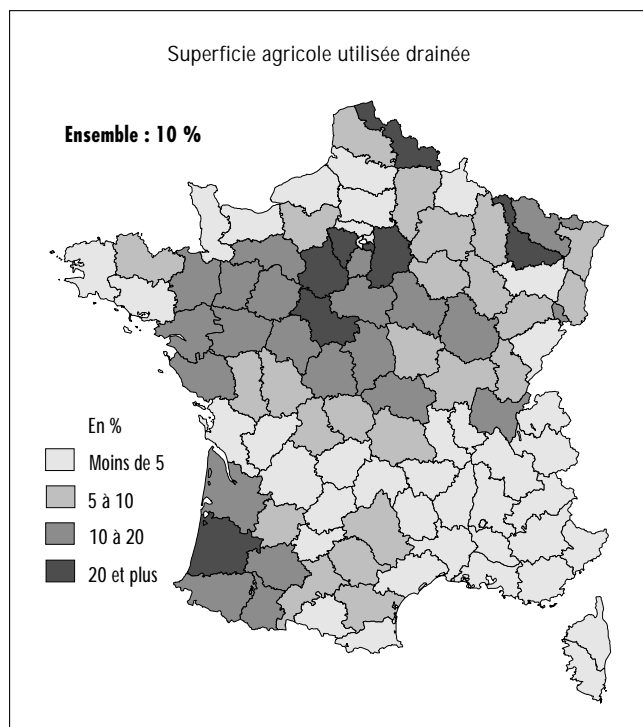 Superficie agricole utilisée drainée
Ensemble : 10 %
En %
Moins de 5
5 à 10
10 à 20
20 et plus